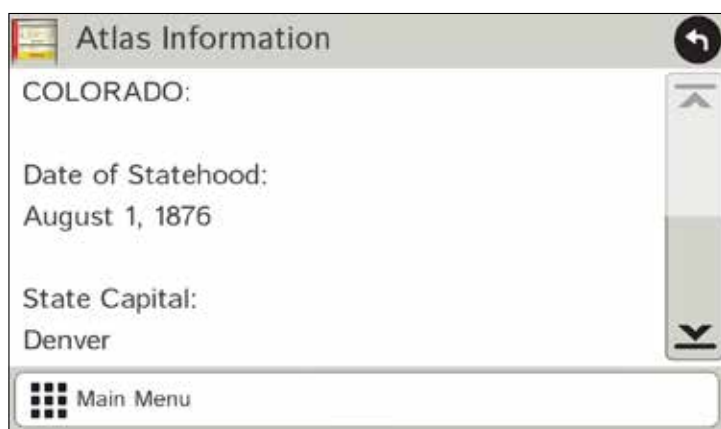 Atlas Information
COLORADO:
Date of Statehood:
August 1, 1876
State Capital:
Denver
Main Menu